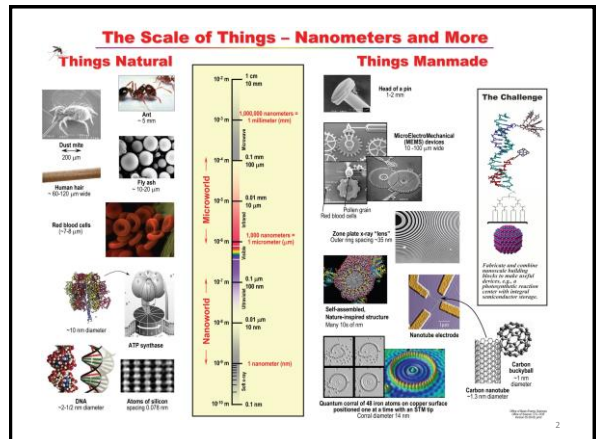 The Scale of Things – Nanometers and More
Things Natural
Things Manmade
Ant
~ 5 mm
Dust mite
200 µm
Human hair
~ 60-120 µm wide
Fly ash
~ 10-20 µm
Red blood cells
(~7-8 µm)
~10 nm diameter
ATP synthase
DNA
~2-1/2 nm diameter
Atoms of silicon
spacing 0.078 nm
Microworld
Nanoworld
10⁻² m
1 cm
10 mm
1,000,000 nanometers =
10⁻³ m
1 millimeter (mm)
Microwave
10⁻⁴ m
0.1 mm
100 µm
10⁻⁵ m
0.01 mm
10 µm
Infrared
1,000 nanometers =
10⁻⁶ m
1 micrometer (µm)
Visible
10⁻⁷ m
0.1 µm
100 nm
Ultraviolet
10⁻⁸ m
0.01 µm
10 nm
10⁻⁹ m
1 nanometer (nm)
Soft x-ray
10⁻¹⁰ m
0.1 nm
Head of a pin
1-2 mm
MicroElectroMechanical
(MEMS) devices
10 -100 µm wide
Pollen grain
Red blood cells
Zone plate x-ray "lens"
Outer ring spacing ~35 nm
Self-assembled,
Nature-inspired structure
Many 10s of nm
Nanotube electrode
Quantum corral of 48 iron atoms on copper surface
positioned one at a time with an STM tip
Corral diameter 14 nm
Carbon nanotube
~1.3 nm diameter
Carbon
buckyball
~1 nm
diameter
The Challenge
Fabricate and combine
nanoscale building
blocks to make useful
devices, e.g., a
photosynthetic reaction
center with integral
semiconductor storage.
2